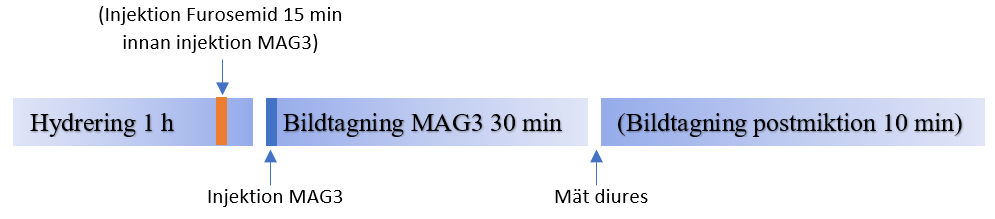 (Injektion Furosemid 15 min
innan injektion MAG3)
Hydrering 1 h
Bildtagning MAG3 30 min
(Bildtagning postmiktion 10 min)
Injektion MAG3
Mät diures